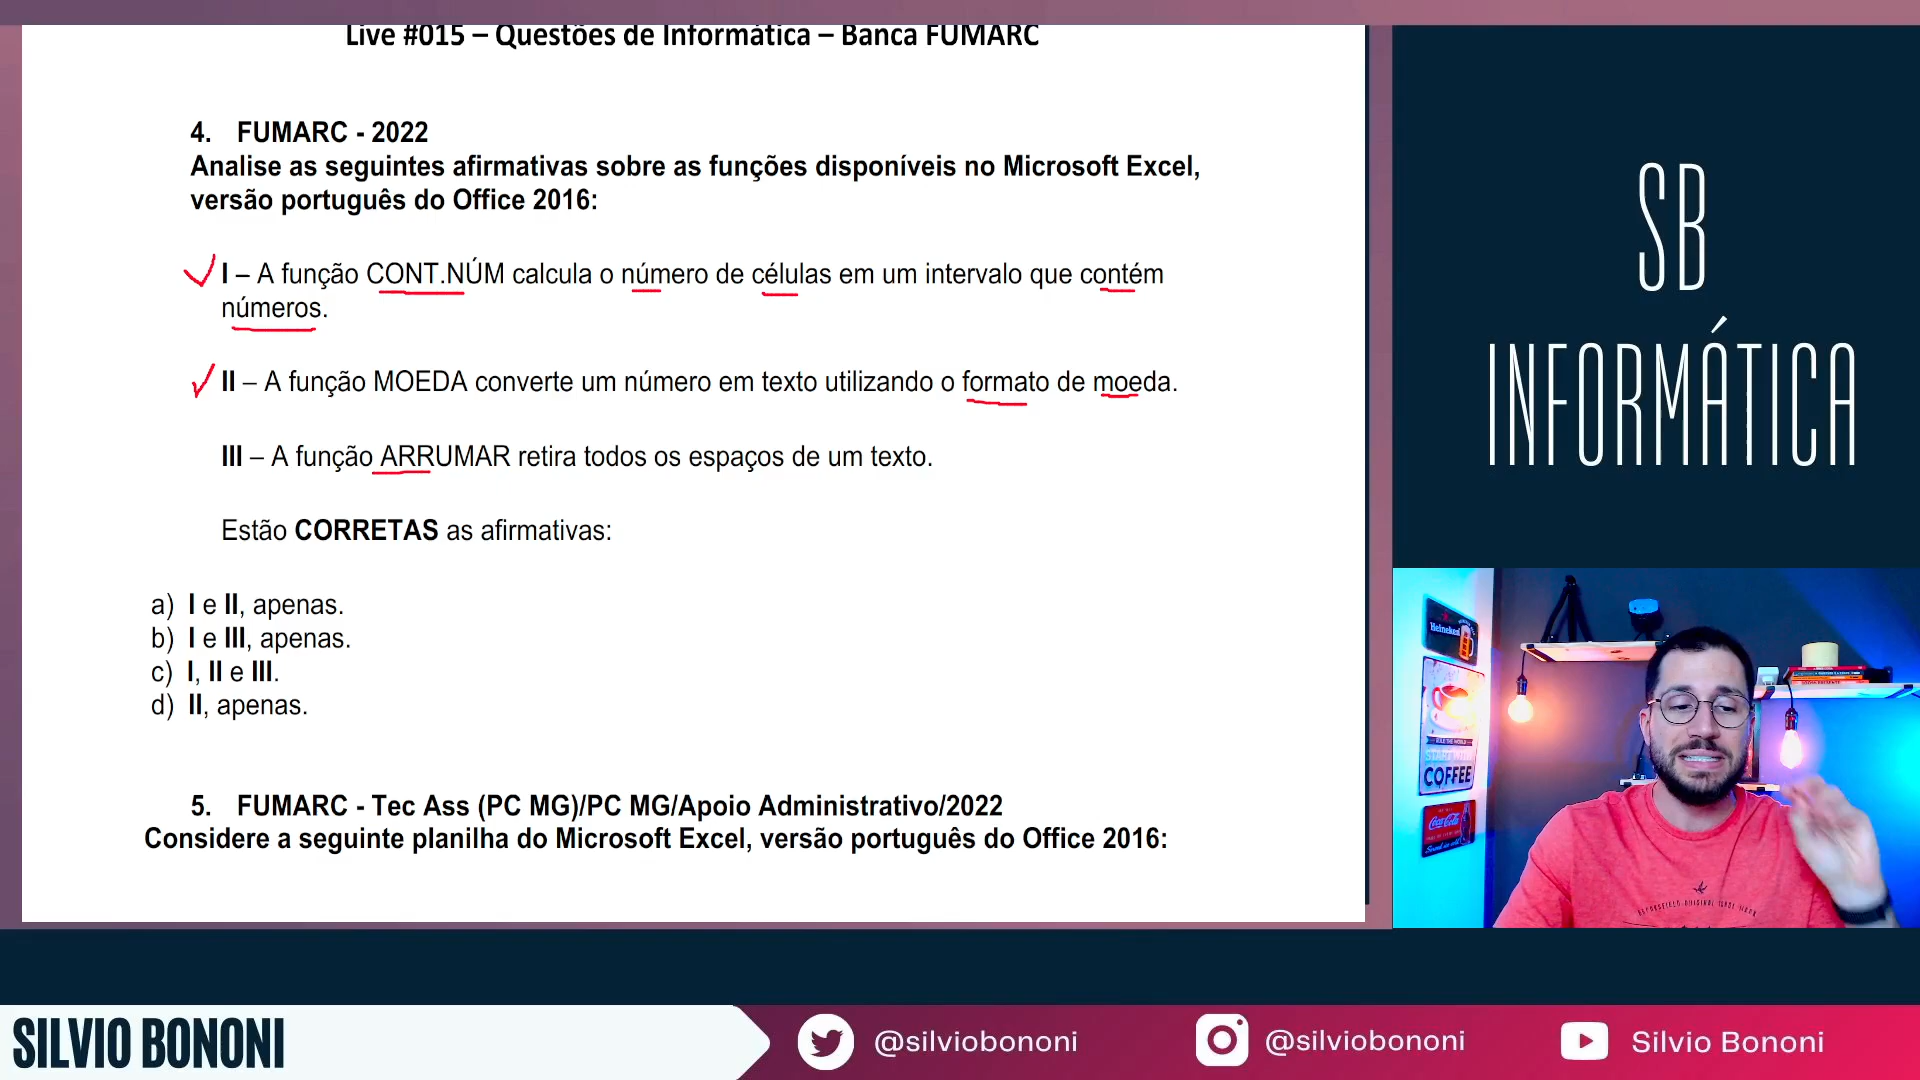 Live #015 – Questões de Informática – Banca FUMARC
4. FUMARC - 2022
Analise as seguintes afirmativas sobre as funções disponíveis no Microsoft Excel,
versão português do Office 2016:
I – A função CONT.NÚM calcula o número de células em um intervalo que contém
números.
II – A função MOEDA converte um número em texto utilizando o formato de moeda.
III – A função ARRUMAR retira todos os espaços de um texto.
Estão CORRETAS as afirmativas:
a) I e II, apenas.
b) I e III, apenas.
c) I, II e III.
d) II, apenas.
5. FUMARC - Tec Ass (PC MG)/PC MG/Apoio Administrativo/2022
Considere a seguinte planilha do Microsoft Excel, versão português do Office 2016:
SB
INFORMÁTICA
Heineken
COFFEE
Coca-Cola
SILVIO BONONI
@silviobononi
@silviobononi
Silvio Bononi